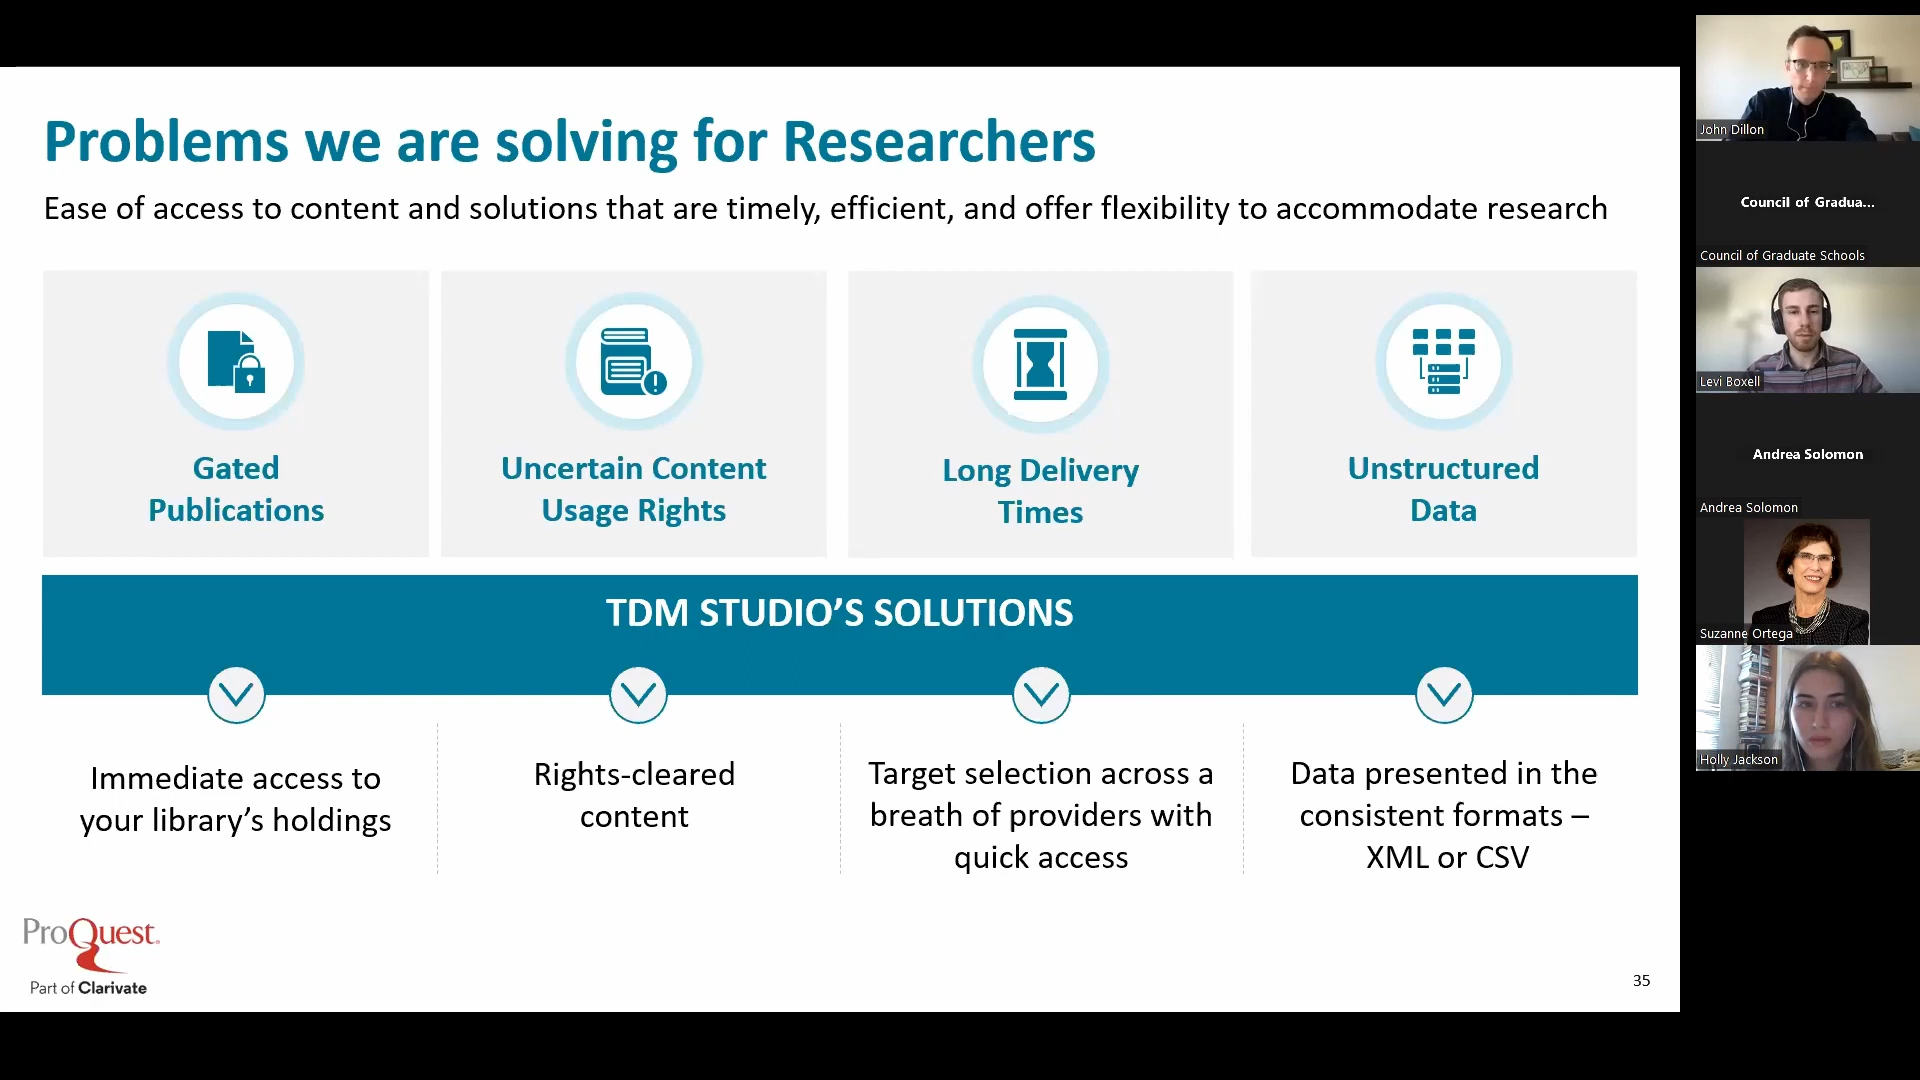 Problems we are solving for Researchers
Ease of access to content and solutions that are timely, efficient, and offer flexibility to accommodate research
Gated
Publications
Uncertain Content
Usage Rights
Long Delivery
Times
Unstructured
Data
TDM STUDIO’S SOLUTIONS
Immediate access to
your library’s holdings
Rights-cleared
content
Target selection across a
breath of providers with
quick access
Data presented in the
consistent formats –
XML or CSV
ProQuest
Part of Clarivate
35
John Dillon
Council of Gradua...
Council of Graduate Schools
Levi Boxell
Andrea Solomon
Andrea Solomon
Suzanne Ortega
Holly Jackson